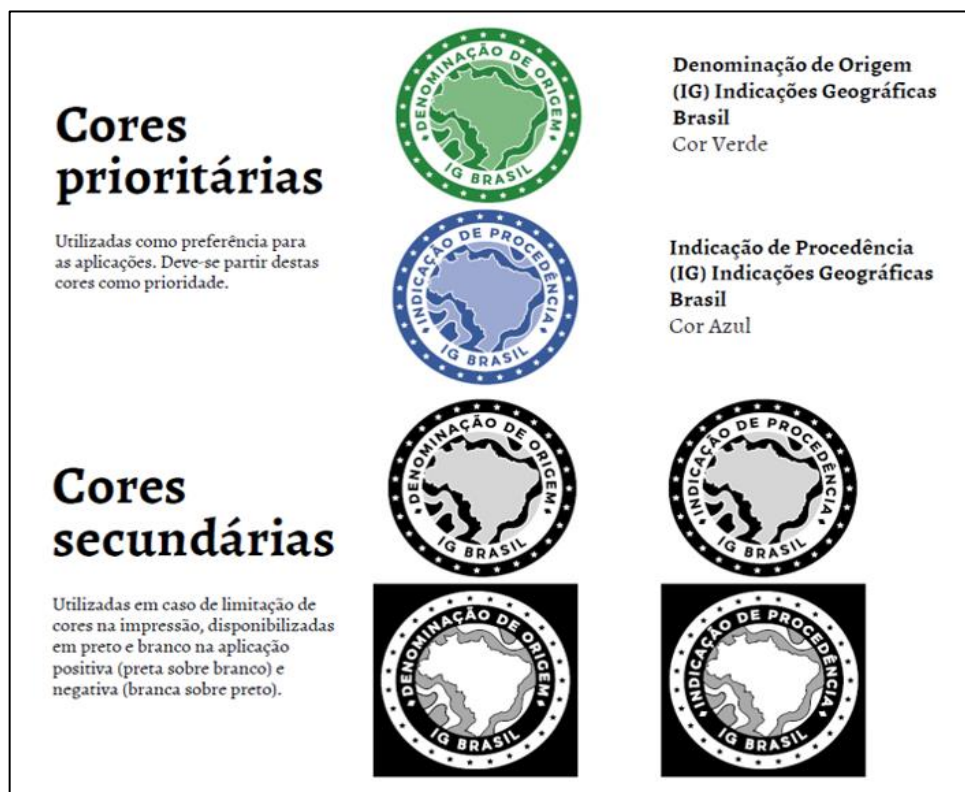 DENOMINAÇÃO DE ORIGEM
IG BRASIL
Denominação de Origem
(IG) Indicações Geográficas
Brasil
Cor Verde
Cores
prioritárias
Utilizadas como preferência para
as aplicações. Deve-se partir destas
cores como prioridade.
INDICAÇÃO DE PROCEDÊNCIA
IG BRASIL
Indicação de Procedência
(IG) Indicações Geográficas
Brasil
Cor Azul
Cores
secundárias
Utilizadas em caso de limitação de
cores na impressão, disponibilizadas
em preto e branco na aplicação
positiva (preta sobre branco) e
negativa (branca sobre preto).
DENOMINAÇÃO DE ORIGEM
IG BRASIL
INDICAÇÃO DE PROCEDÊNCIA
IG BRASIL
DENOMINAÇÃO DE ORIGEM
IG BRASIL
INDICAÇÃO DE PROCEDÊNCIA
IG BRASIL